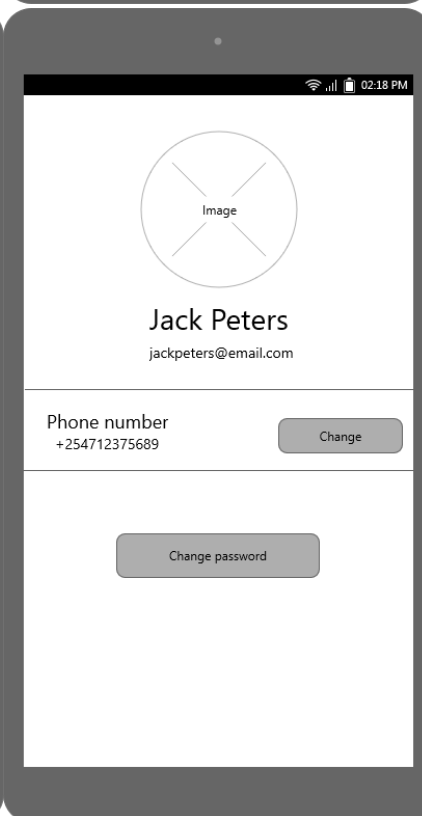 02:18 PM
Image
Jack Peters
jackpeters@email.com
Phone number
+254712375689
Change
Change password